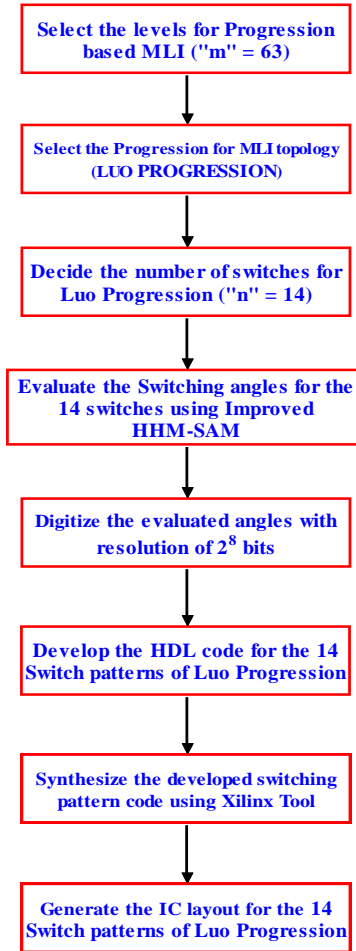 Select the levels for Progression
based MLI ("m" = 63)
Select the Progression for MLI topology
(LUO PROGRESSION)
Decide the number of switches for
Luo Progression ("n" = 14)
Evaluate the Switching angles for the
14 switches using Improved
HHM-SAM
Digitize the evaluated angles with
resolution of 2⁸ bits
Develop the HDL code for the 14
Switch patterns of Luo Progression
Synthesize the developed switching
pattern code using Xilinx Tool
Generate the IC layout for the 14
Switch patterns of Luo Progression